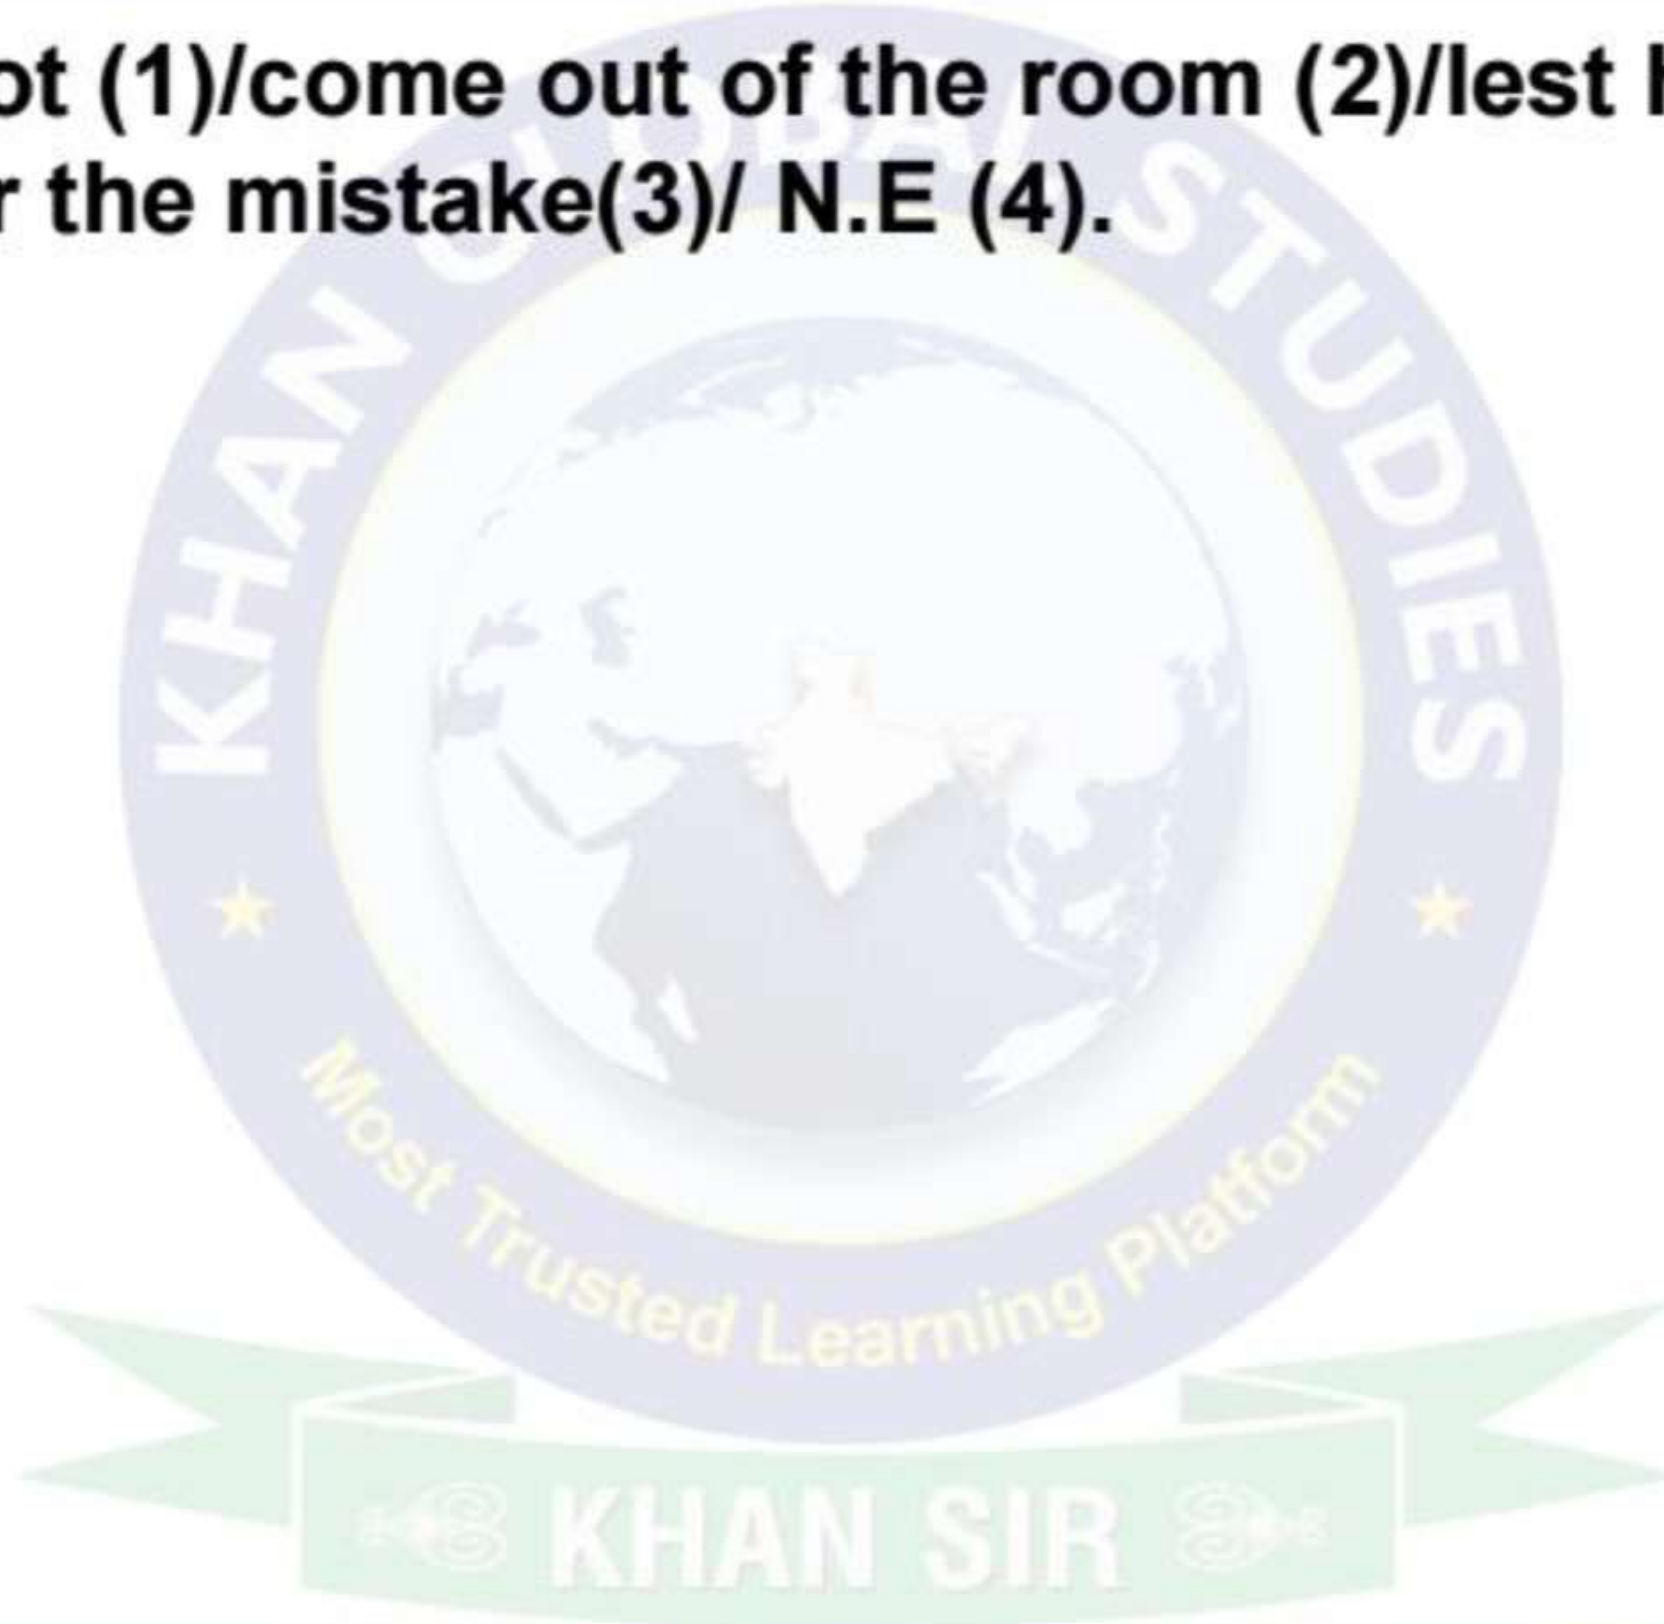 ot (1)/come out of the room (2)/lest h
r the mistake(3)/ N.E (4).
KHAN GLOBAL STUDIES
Most Trusted Learning Platform
KHAN SIR